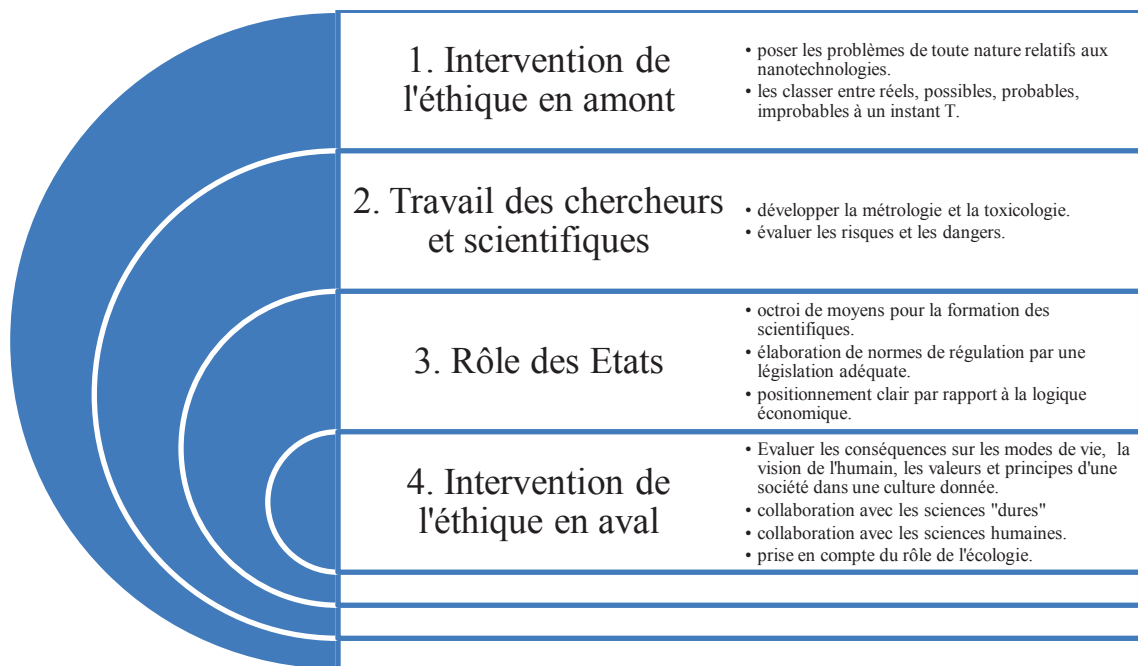 1. Intervention de
l'éthique en amont
• poser les problèmes de toute nature relatifs aux
nanotechnologies.
• les classer entre réels, possibles, probables,
improbables à un instant T.
2. Travail des chercheurs
et scientifiques
• développer la métrologie et la toxicologie.
• évaluer les risques et les dangers.
3. Rôle des Etats
• octroi de moyens pour la formation des
scientifiques.
• élaboration de normes de régulation par une
législation adéquate.
• positionnement clair par rapport à la logique
économique.
4. Intervention de
l'éthique en aval
• Evaluer les conséquences sur les modes de vie, la
vision de l'humain, les valeurs et principes d'une
société dans une culture donnée.
• collaboration avec les sciences "dures"
• collaboration avec les sciences humaines.
• prise en compte du rôle de l'écologie.